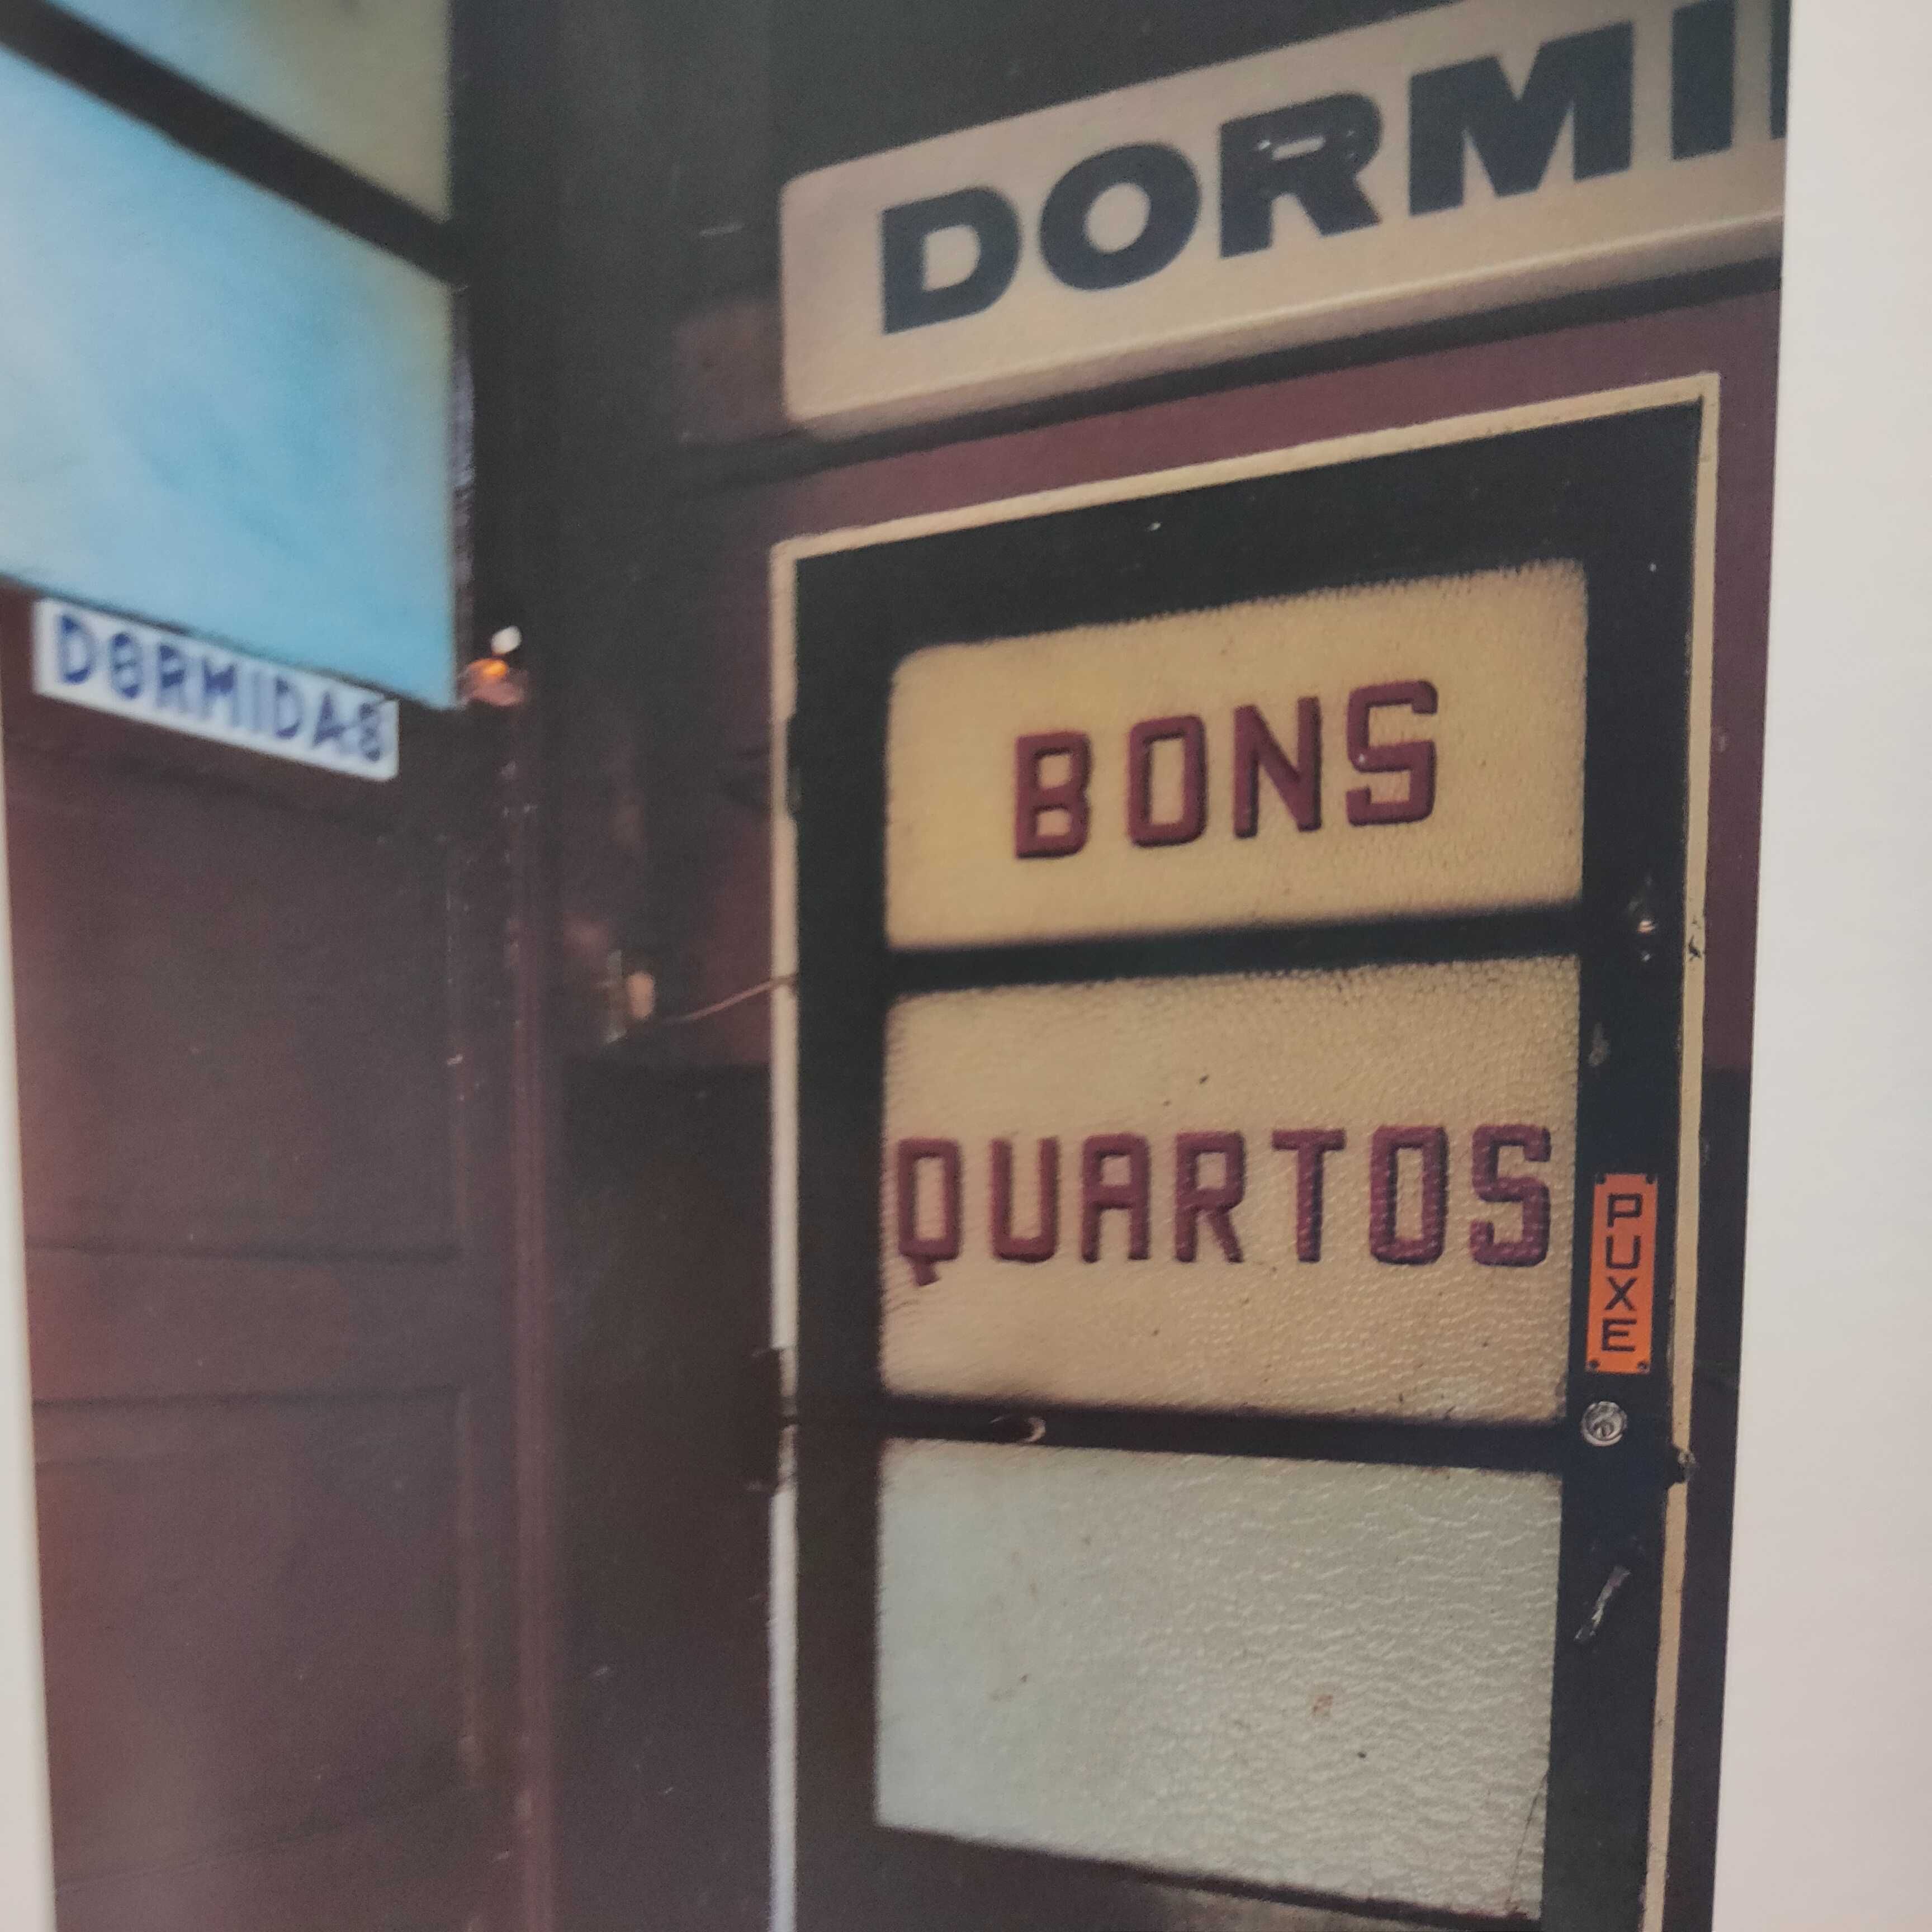 DORMI
DORMIDAS
BONS
QUARTOS
PUXE